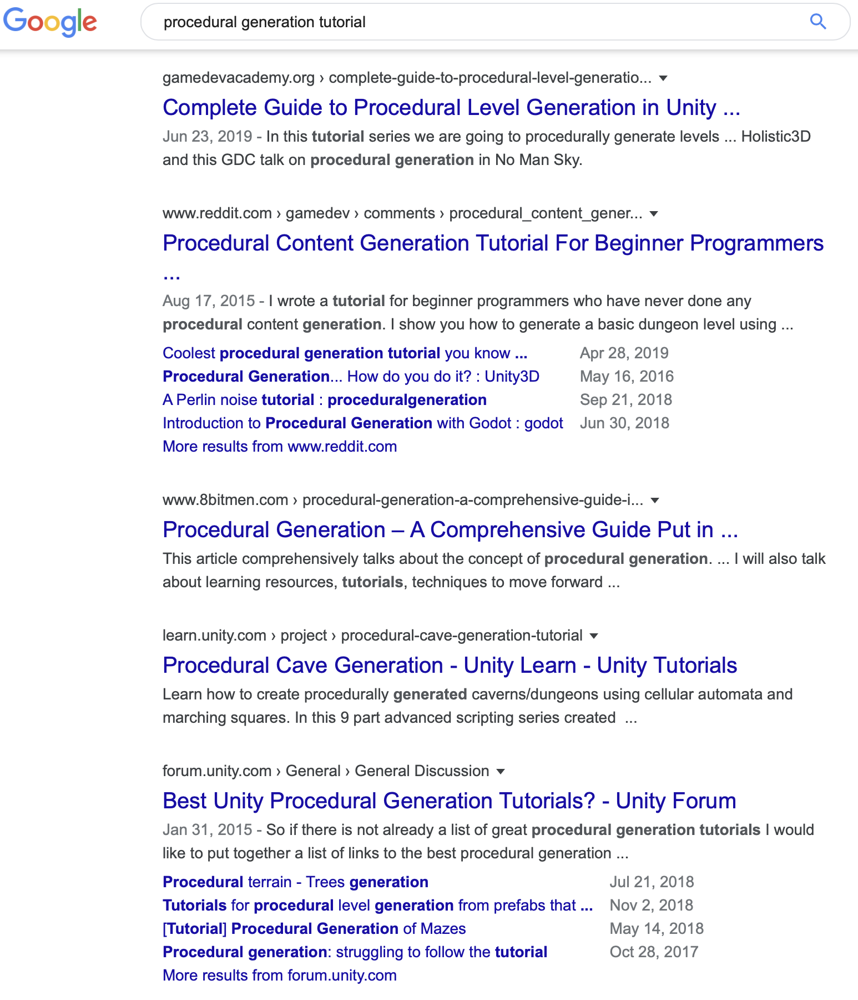 Google
procedural generation tutorial
gamedevacademy.org › complete-guide-to-procedural-level-generatio...
Complete Guide to Procedural Level Generation in Unity ...
Jun 23, 2019 - In this tutorial series we are going to procedurally generate levels ... Holistic3D
and this GDC talk on procedural generation in No Man Sky.
www.reddit.com › gamedev › comments › procedural_content_gener...
Procedural Content Generation Tutorial For Beginner Programmers
...
Aug 17, 2015 - I wrote a tutorial for beginner programmers who have never done any
procedural content generation. I show you how to generate a basic dungeon level using ...
Coolest procedural generation tutorial you know ... Apr 28, 2019
Procedural Generation... How do you do it? : Unity3D May 16, 2016
A Perlin noise tutorial : proceduralgeneration Sep 21, 2018
Introduction to Procedural Generation with Godot : godot Jun 30, 2018
More results from www.reddit.com
www.8bitmen.com › procedural-generation-a-comprehensive-guide-i...
Procedural Generation – A Comprehensive Guide Put in ...
This article comprehensively talks about the concept of procedural generation. ... I will also talk
about learning resources, tutorials, techniques to move forward ...
learn.unity.com › project › procedural-cave-generation-tutorial
Procedural Cave Generation - Unity Learn - Unity Tutorials
Learn how to create procedurally generated caverns/dungeons using cellular automata and
marching squares. In this 9 part advanced scripting series created ...
forum.unity.com › General › General Discussion
Best Unity Procedural Generation Tutorials? - Unity Forum
Jan 31, 2015 - So if there is not already a list of great procedural generation tutorials I would
like to put together a list of links to the best procedural generation ...
Procedural terrain - Trees generation Jul 21, 2018
Tutorials for procedural level generation from prefabs that ... Nov 2, 2018
[Tutorial] Procedural Generation of Mazes May 14, 2018
Procedural generation: struggling to follow the tutorial Oct 28, 2017
More results from forum.unity.com